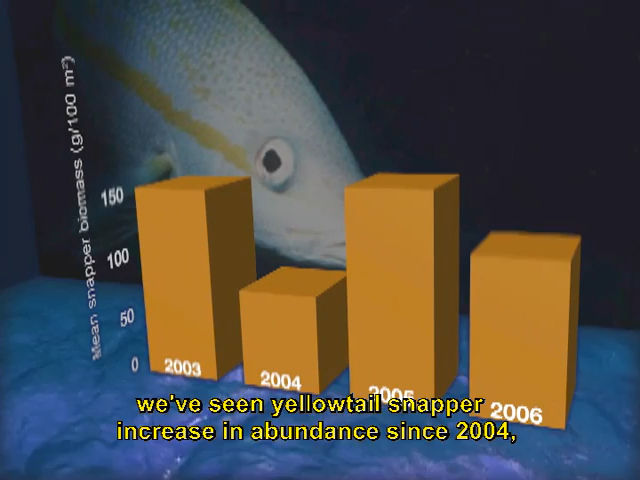 Mean snapper biomass (g/100 m²)
150
100
50
0
2003
2004
2005
2006
we've seen yellowtail snapper
increase in abundance since 2004,